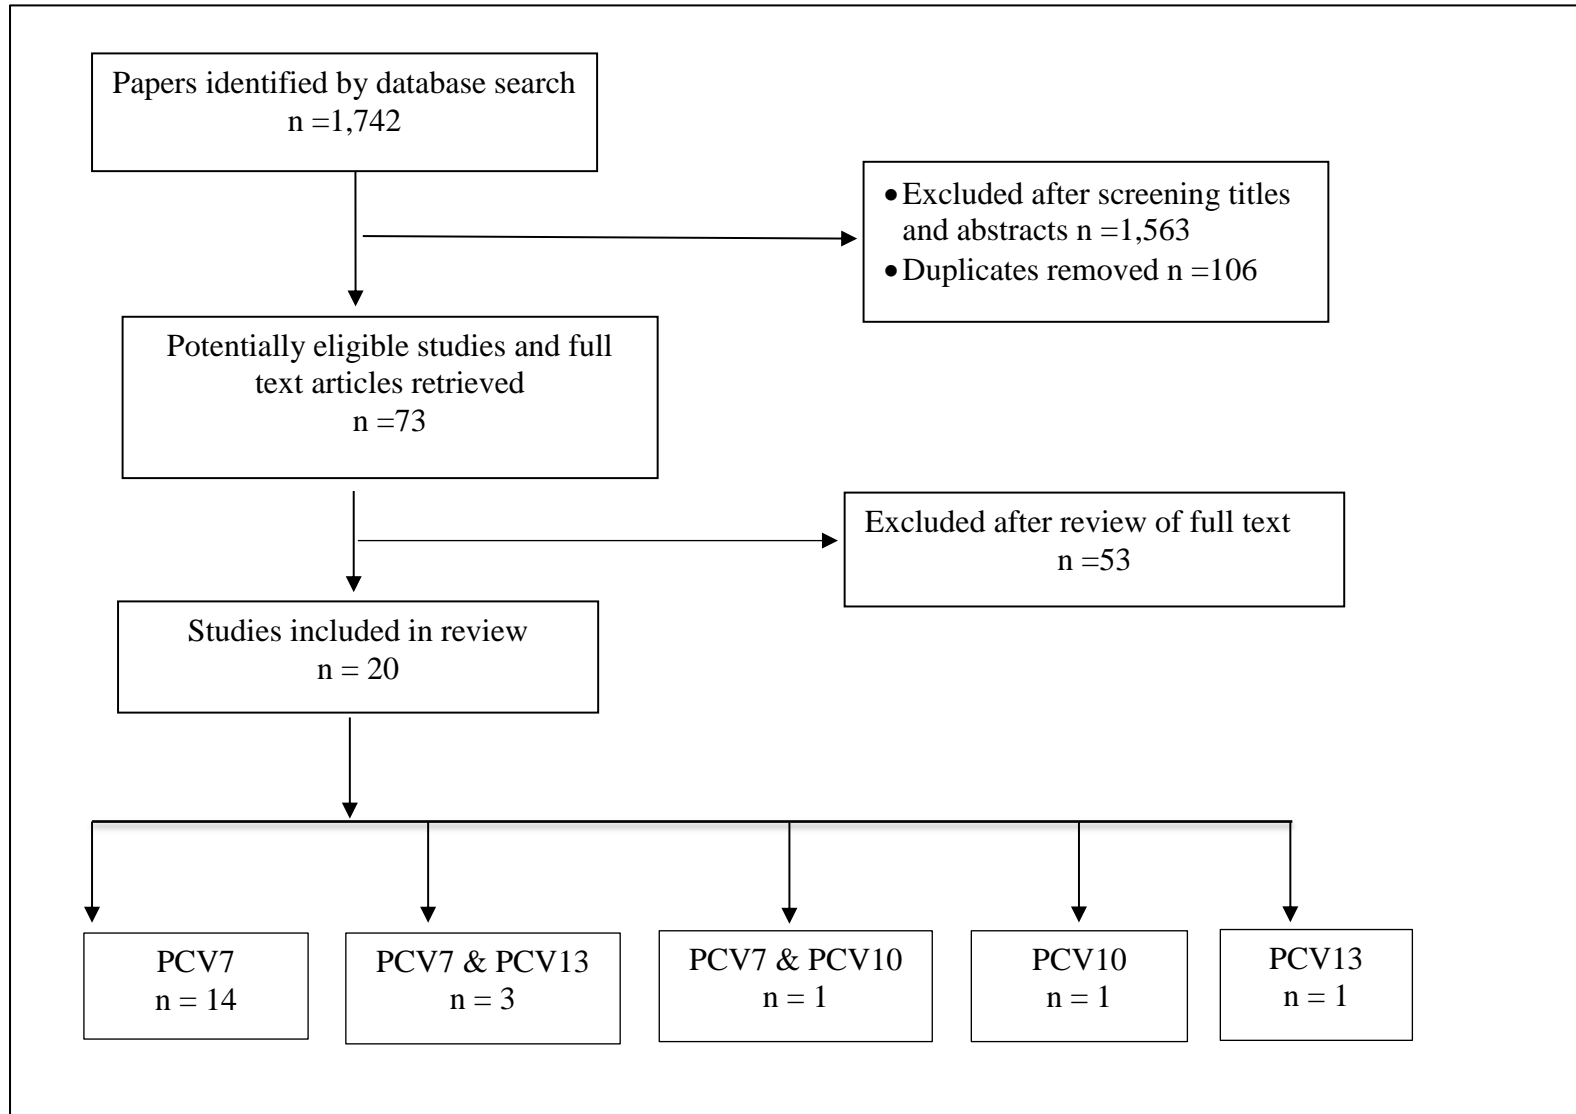 Papers identified by database search
n =1,742
•Excluded after screening titles
and abstracts n =1,563
•Duplicates removed n =106
Potentially eligible studies and full
text articles retrieved
n =73
Excluded after review of full text
n =53
Studies included in review
n = 20
PCV7
n = 14
PCV7 & PCV13
n = 3
PCV7 & PCV10
n = 1
PCV10
n = 1
PCV13
n = 1